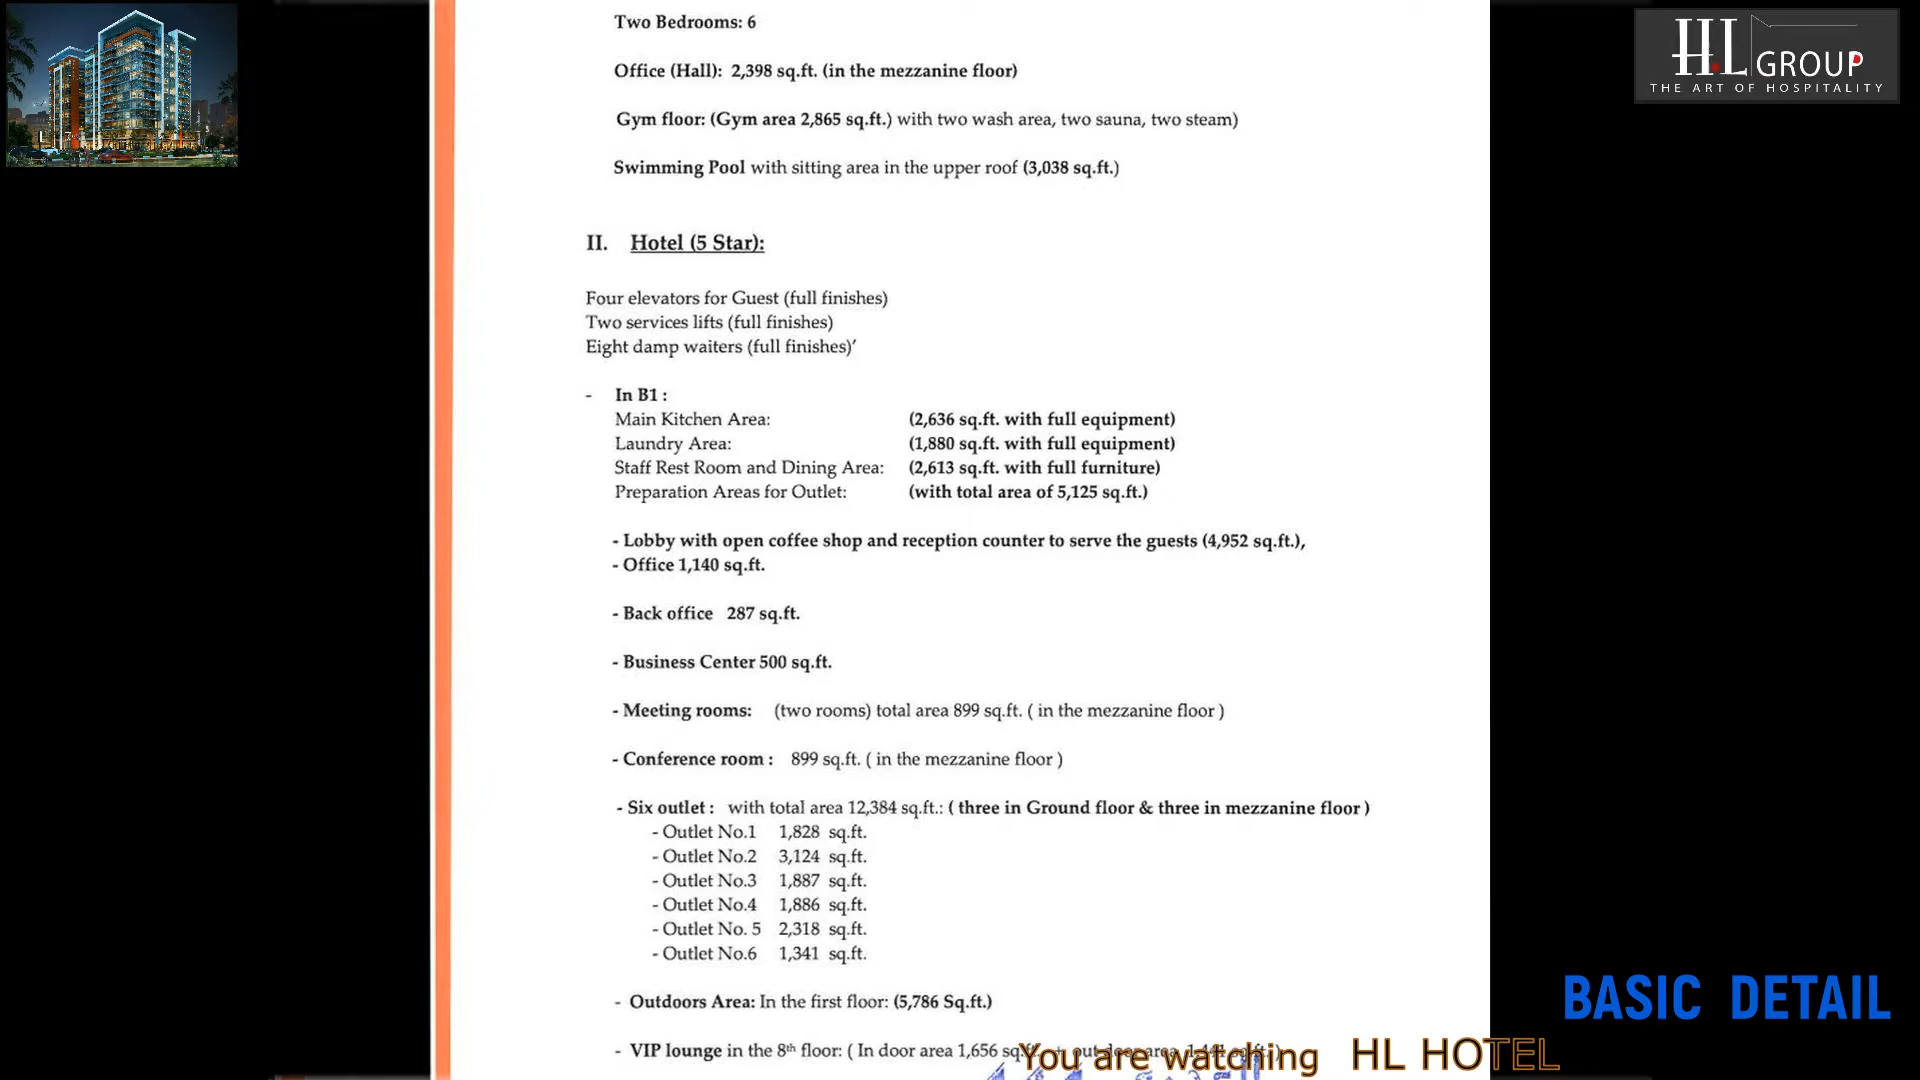 Two Bedrooms: 6
HL GROUP
THE ART OF HOSPITALITY
Office (Hall): 2,398 sq.ft. (in the mezzanine floor)
Gym floor: (Gym area 2,865 sq.ft.) with two wash area, two sauna, two steam)
Swimming Pool with sitting area in the upper roof (3,038 sq.ft.)
II. Hotel (5 Star):
Four elevators for Guest (full finishes)
Two services lifts (full finishes)
Eight damp waiters (full finishes)'
- In B1 :
Main Kitchen Area: (2,636 sq.ft. with full equipment)
Laundry Area: (1,880 sq.ft. with full equipment)
Staff Rest Room and Dining Area: (2,613 sq.ft. with full furniture)
Preparation Areas for Outlet: (with total area of 5,125 sq.ft.)
- Lobby with open coffee shop and reception counter to serve the guests (4,952 sq.ft.),
- Office 1,140 sq.ft.
- Back office 287 sq.ft.
- Business Center 500 sq.ft.
- Meeting rooms: (two rooms) total area 899 sq.ft. ( in the mezzanine floor )
- Conference room : 899 sq.ft. ( in the mezzanine floor )
- Six outlet : with total area 12,384 sq.ft.: ( three in Ground floor & three in mezzanine floor )
- Outlet No.1 1,828 sq.ft.
- Outlet No.2 3,124 sq.ft.
- Outlet No.3 1,887 sq.ft.
- Outlet No.4 1,886 sq.ft.
- Outlet No. 5 2,318 sq.ft.
- Outlet No.6 1,341 sq.ft.
- Outdoors Area: In the first floor: (5,786 Sq.ft.)
BASIC DETAIL
- VIP lounge in the 8th floor: ( In door area 1,656 sq.ft.
You are watching HL HOTEL